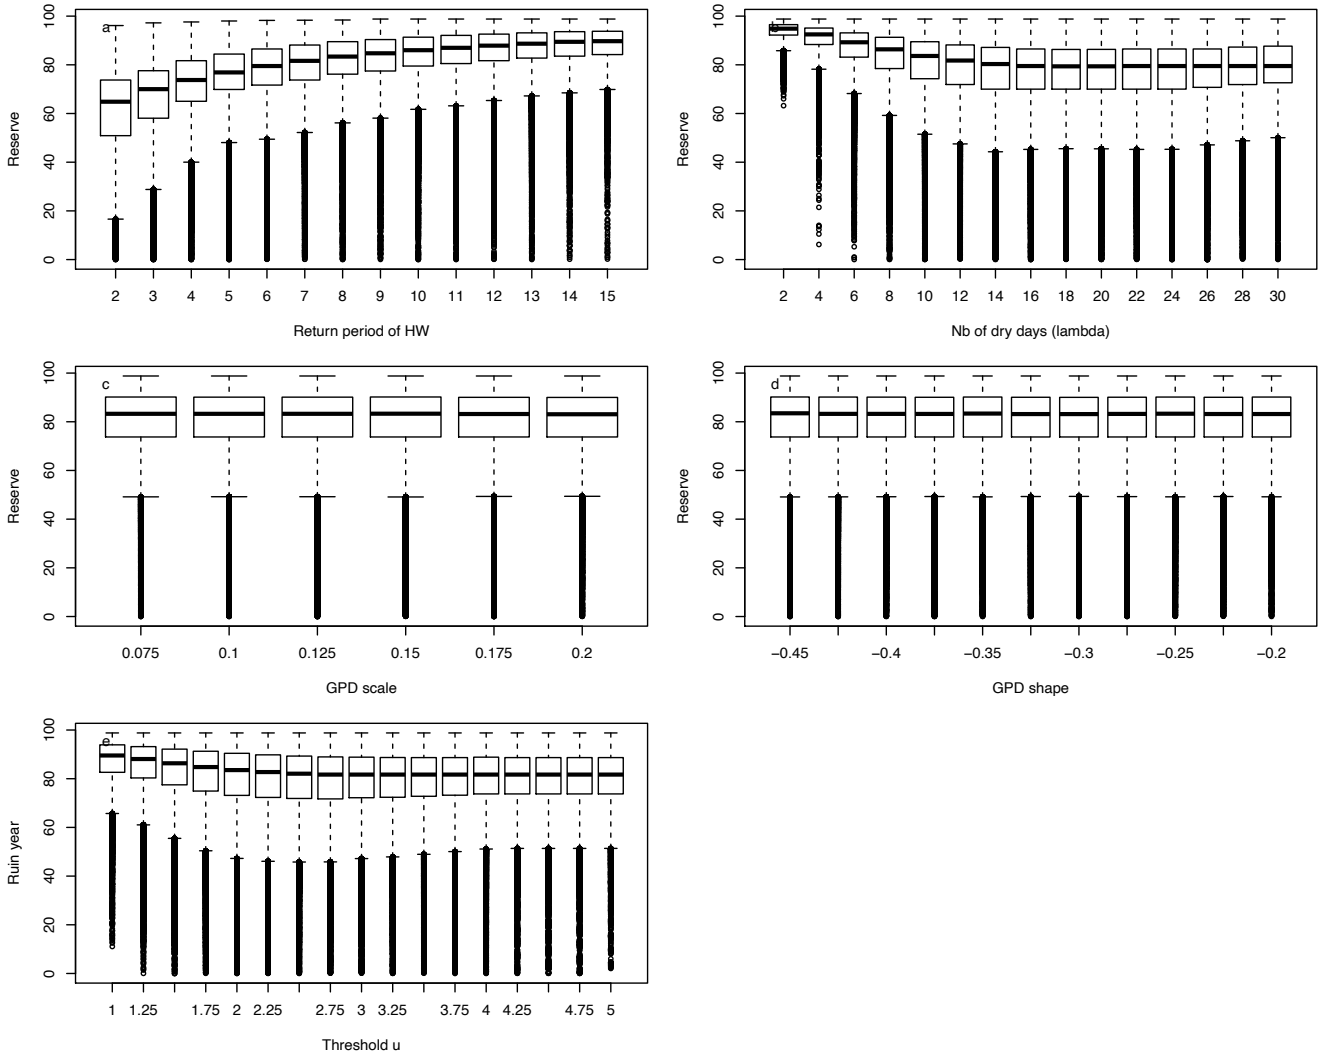 a
100
80
60
40
20
0
Reserve
2 3 4 5 6 7 8 9 10 11 12 13 14 15
Return period of HW
b
100
80
60
40
20
0
Reserve
2 4 6 8 10 12 14 16 18 20 22 24 26 28 30
Nb of dry days (lambda)
c
100
80
60
40
20
0
Reserve
0.075 0.1 0.125 0.15 0.175 0.2
GPD scale
d
100
80
60
40
20
0
Reserve
−0.45 −0.4 −0.35 −0.3 −0.25 −0.2
GPD shape
e
100
80
60
40
20
0
Ruin year
1 1.25 1.75 2 2.25 2.75 3 3.25 3.75 4 4.25 4.75 5
Threshold u